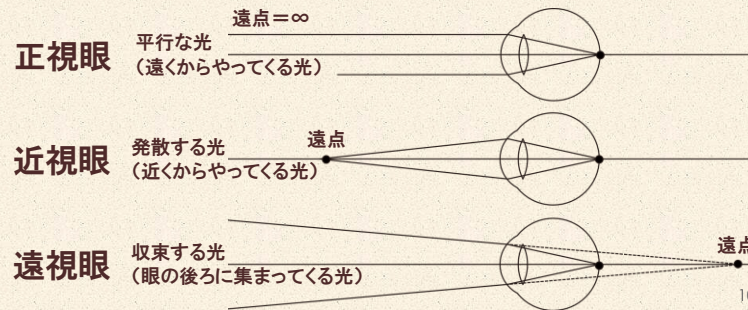 遠点＝∞
正視眼
平行な光
（遠くからやってくる光）
遠点
近視眼
発散する光
（近くからやってくる光）
遠点
遠視眼
収束する光
（眼の後ろに集まってくる光）